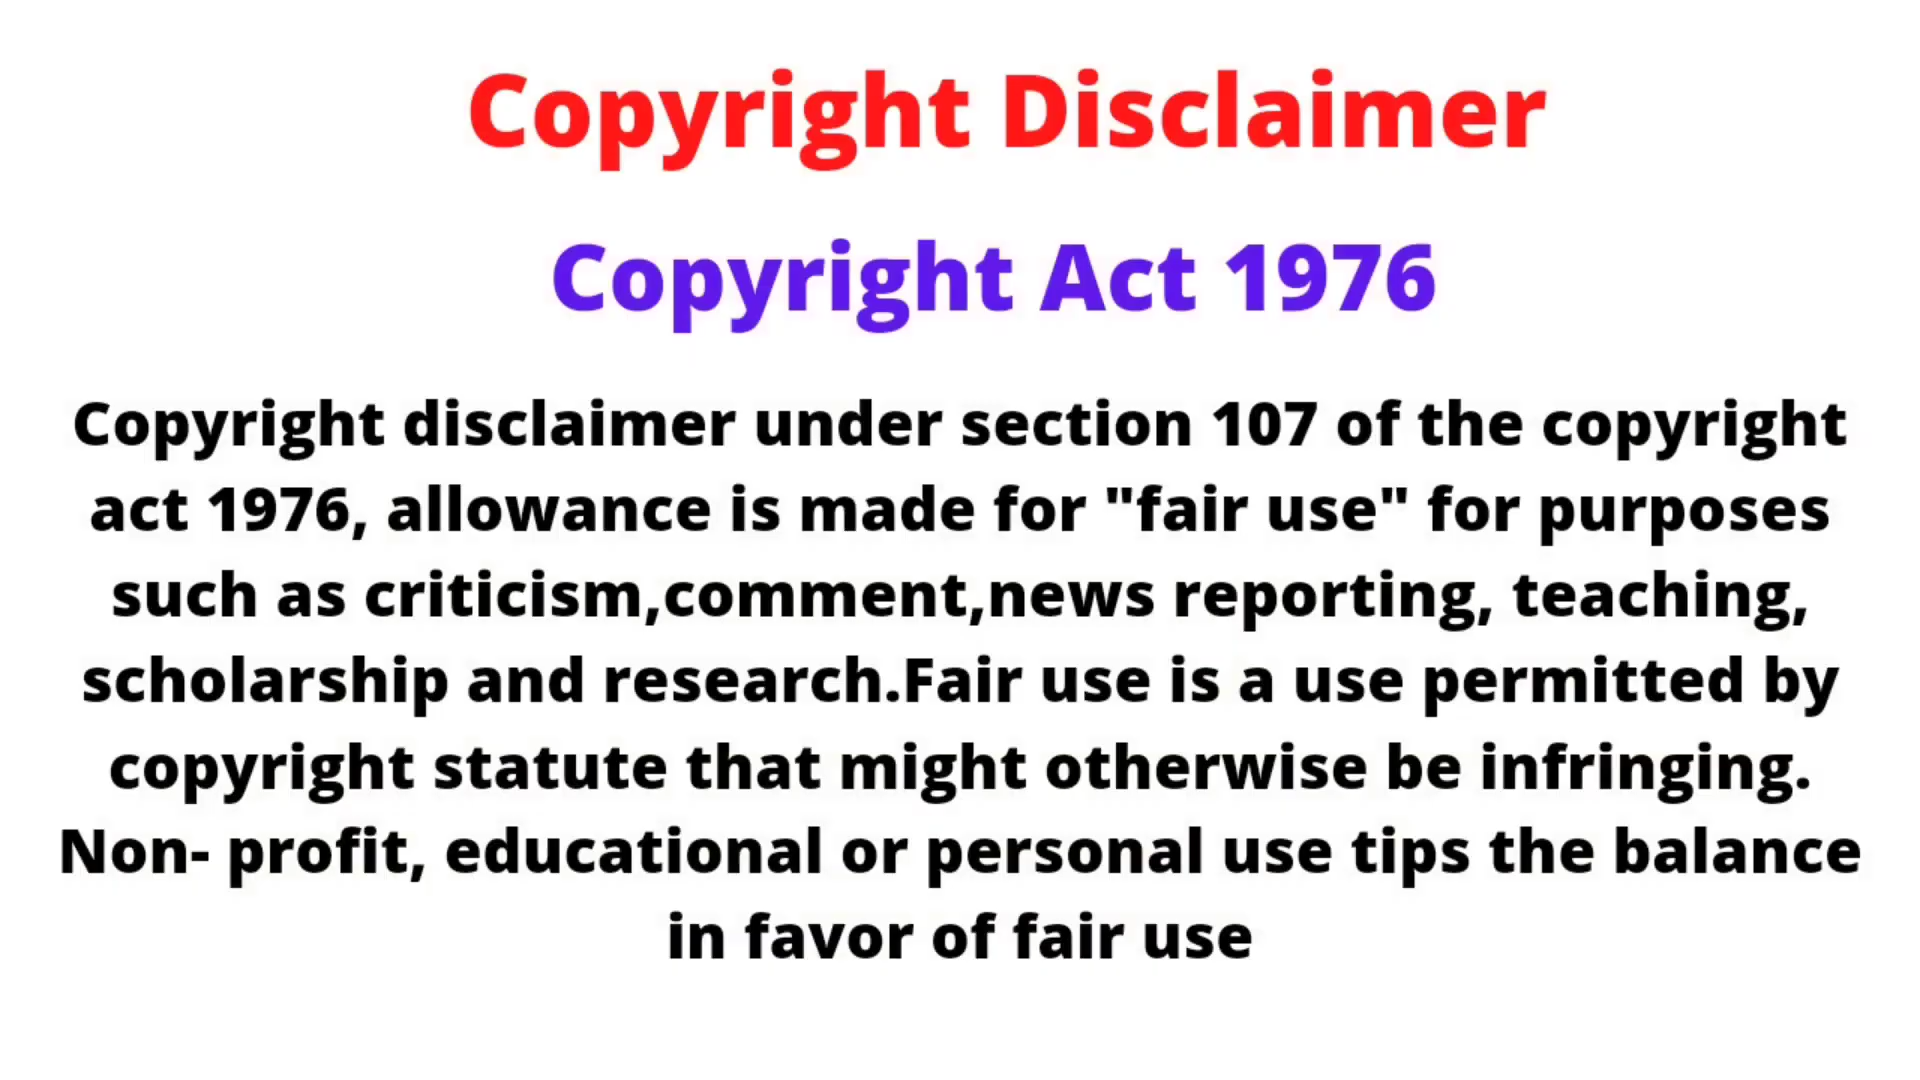 Copyright Disclaimer
Copyright Act 1976
Copyright disclaimer under section 107 of the copyright
act 1976, allowance is made for "fair use" for purposes
such as criticism,comment,news reporting, teaching,
scholarship and research.Fair use is a use permitted by
copyright statute that might otherwise be infringing.
Non- profit, educational or personal use tips the balance
in favor of fair use